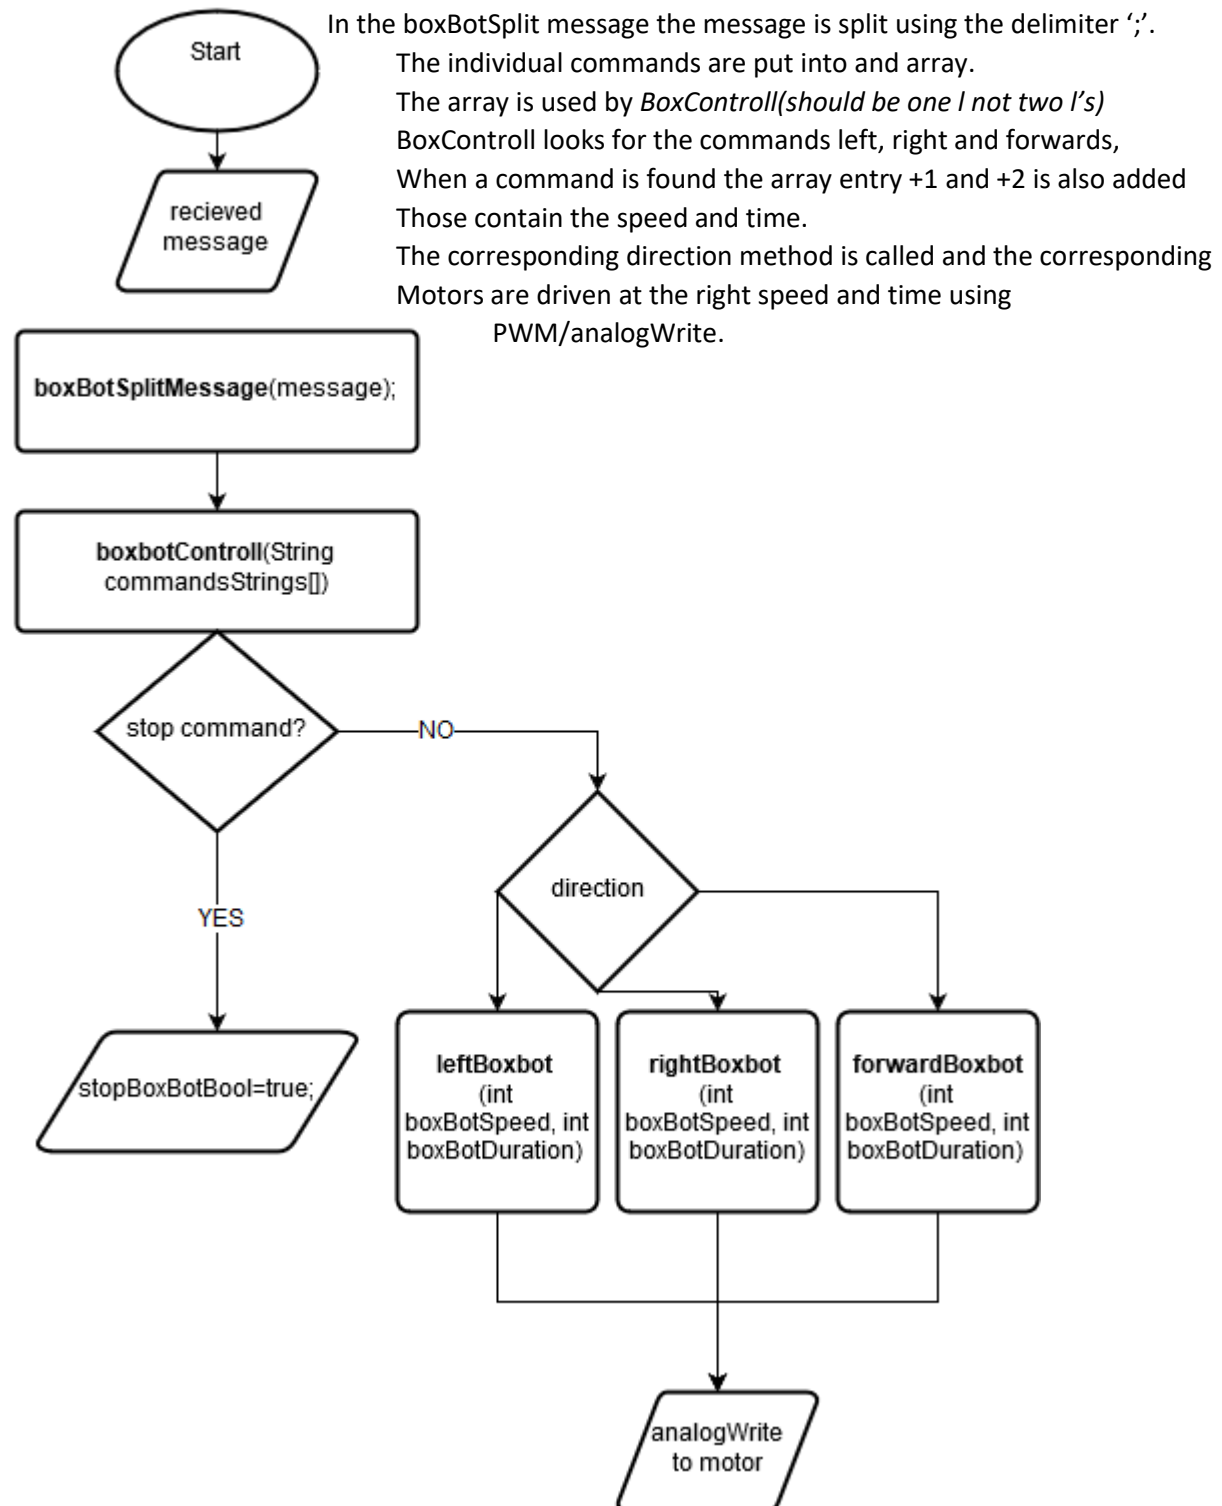 In the boxBotSplit message the message is split using the delimiter ‘;’.
The individual commands are put into and array.
The array is used by BoxControll(should be one l not two l’s)
BoxControll looks for the commands left, right and forwards,
When a command is found the array entry +1 and +2 is also added
Those contain the speed and time.
The corresponding direction method is called and the corresponding
Motors are driven at the right speed and time using
PWM/analogWrite.
Start
recieved
message
boxBotSplitMessage(message);
boxbotControll(String
commandsStrings[])
stop command?
NO
YES
direction
stopBoxBotBool=true;
leftBoxbot
(int
boxBotSpeed, int
boxBotDuration)
rightBoxbot
(int
boxBotSpeed, int
boxBotDuration)
forwardBoxbot
(int
boxBotSpeed, int
boxBotDuration)
analogWrite
to motor